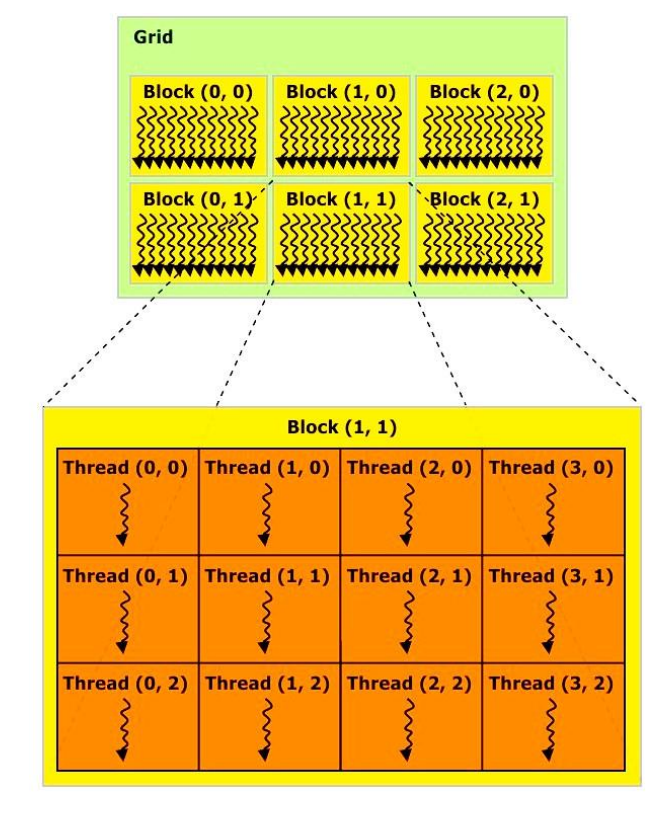 Grid
Block (0, 0) Block (1, 0) Block (2, 0)
Block (0, 1) Block (1, 1) Block (2, 1)
Block (1, 1)
Thread (0, 0) Thread (1, 0) Thread (2, 0) Thread (3, 0)
Thread (0, 1) Thread (1, 1) Thread (2, 1) Thread (3, 1)
Thread (0, 2) Thread (1, 2) Thread (2, 2) Thread (3, 2)